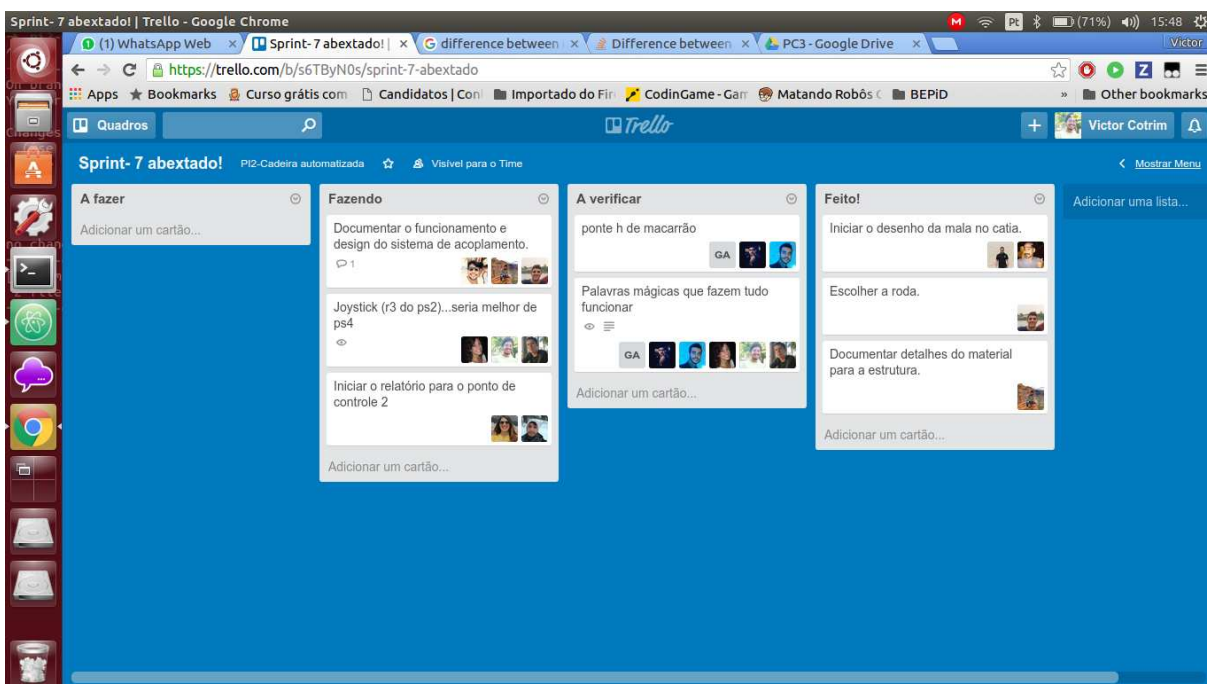 Sprint- 7 abextado! | Trello - Google Chrome
Pt
(71%)
15:48
(1) WhatsApp Web
Sprint- 7 abextado! |
difference between
Difference between
PC3 - Google Drive
Victor
https://trello.com/b/s6TByN0s/sprint-7-abextado
Apps
Bookmarks
Curso grátis com
Candidatos | Con
Importado do Fir
CodinGame - Gam
Matando Robôs
BEPiD
»
Other bookmarks
Quadros
Trello
+
Victor Cotrim
Sprint- 7 abextado!
PI2-Cadeira automatizada
Visível para o Time
Mostrar Menu
A fazer
Adicionar um cartão...
Fazendo
Documentar o funcionamento e
design do sistema de acoplamento.
1
Joystick (r3 do ps2)...seria melhor de
ps4
Iniciar o relatório para o ponto de
controle 2
Adicionar um cartão...
A verificar
ponte h de macarrão
GA
Palavras mágicas que fazem tudo
funcionar
GA
Adicionar um cartão...
Feito!
Iniciar o desenho da mala no catia.
Escolher a roda.
Documentar detalhes do material
para a estrutura.
Adicionar um cartão...
Adicionar uma lista...